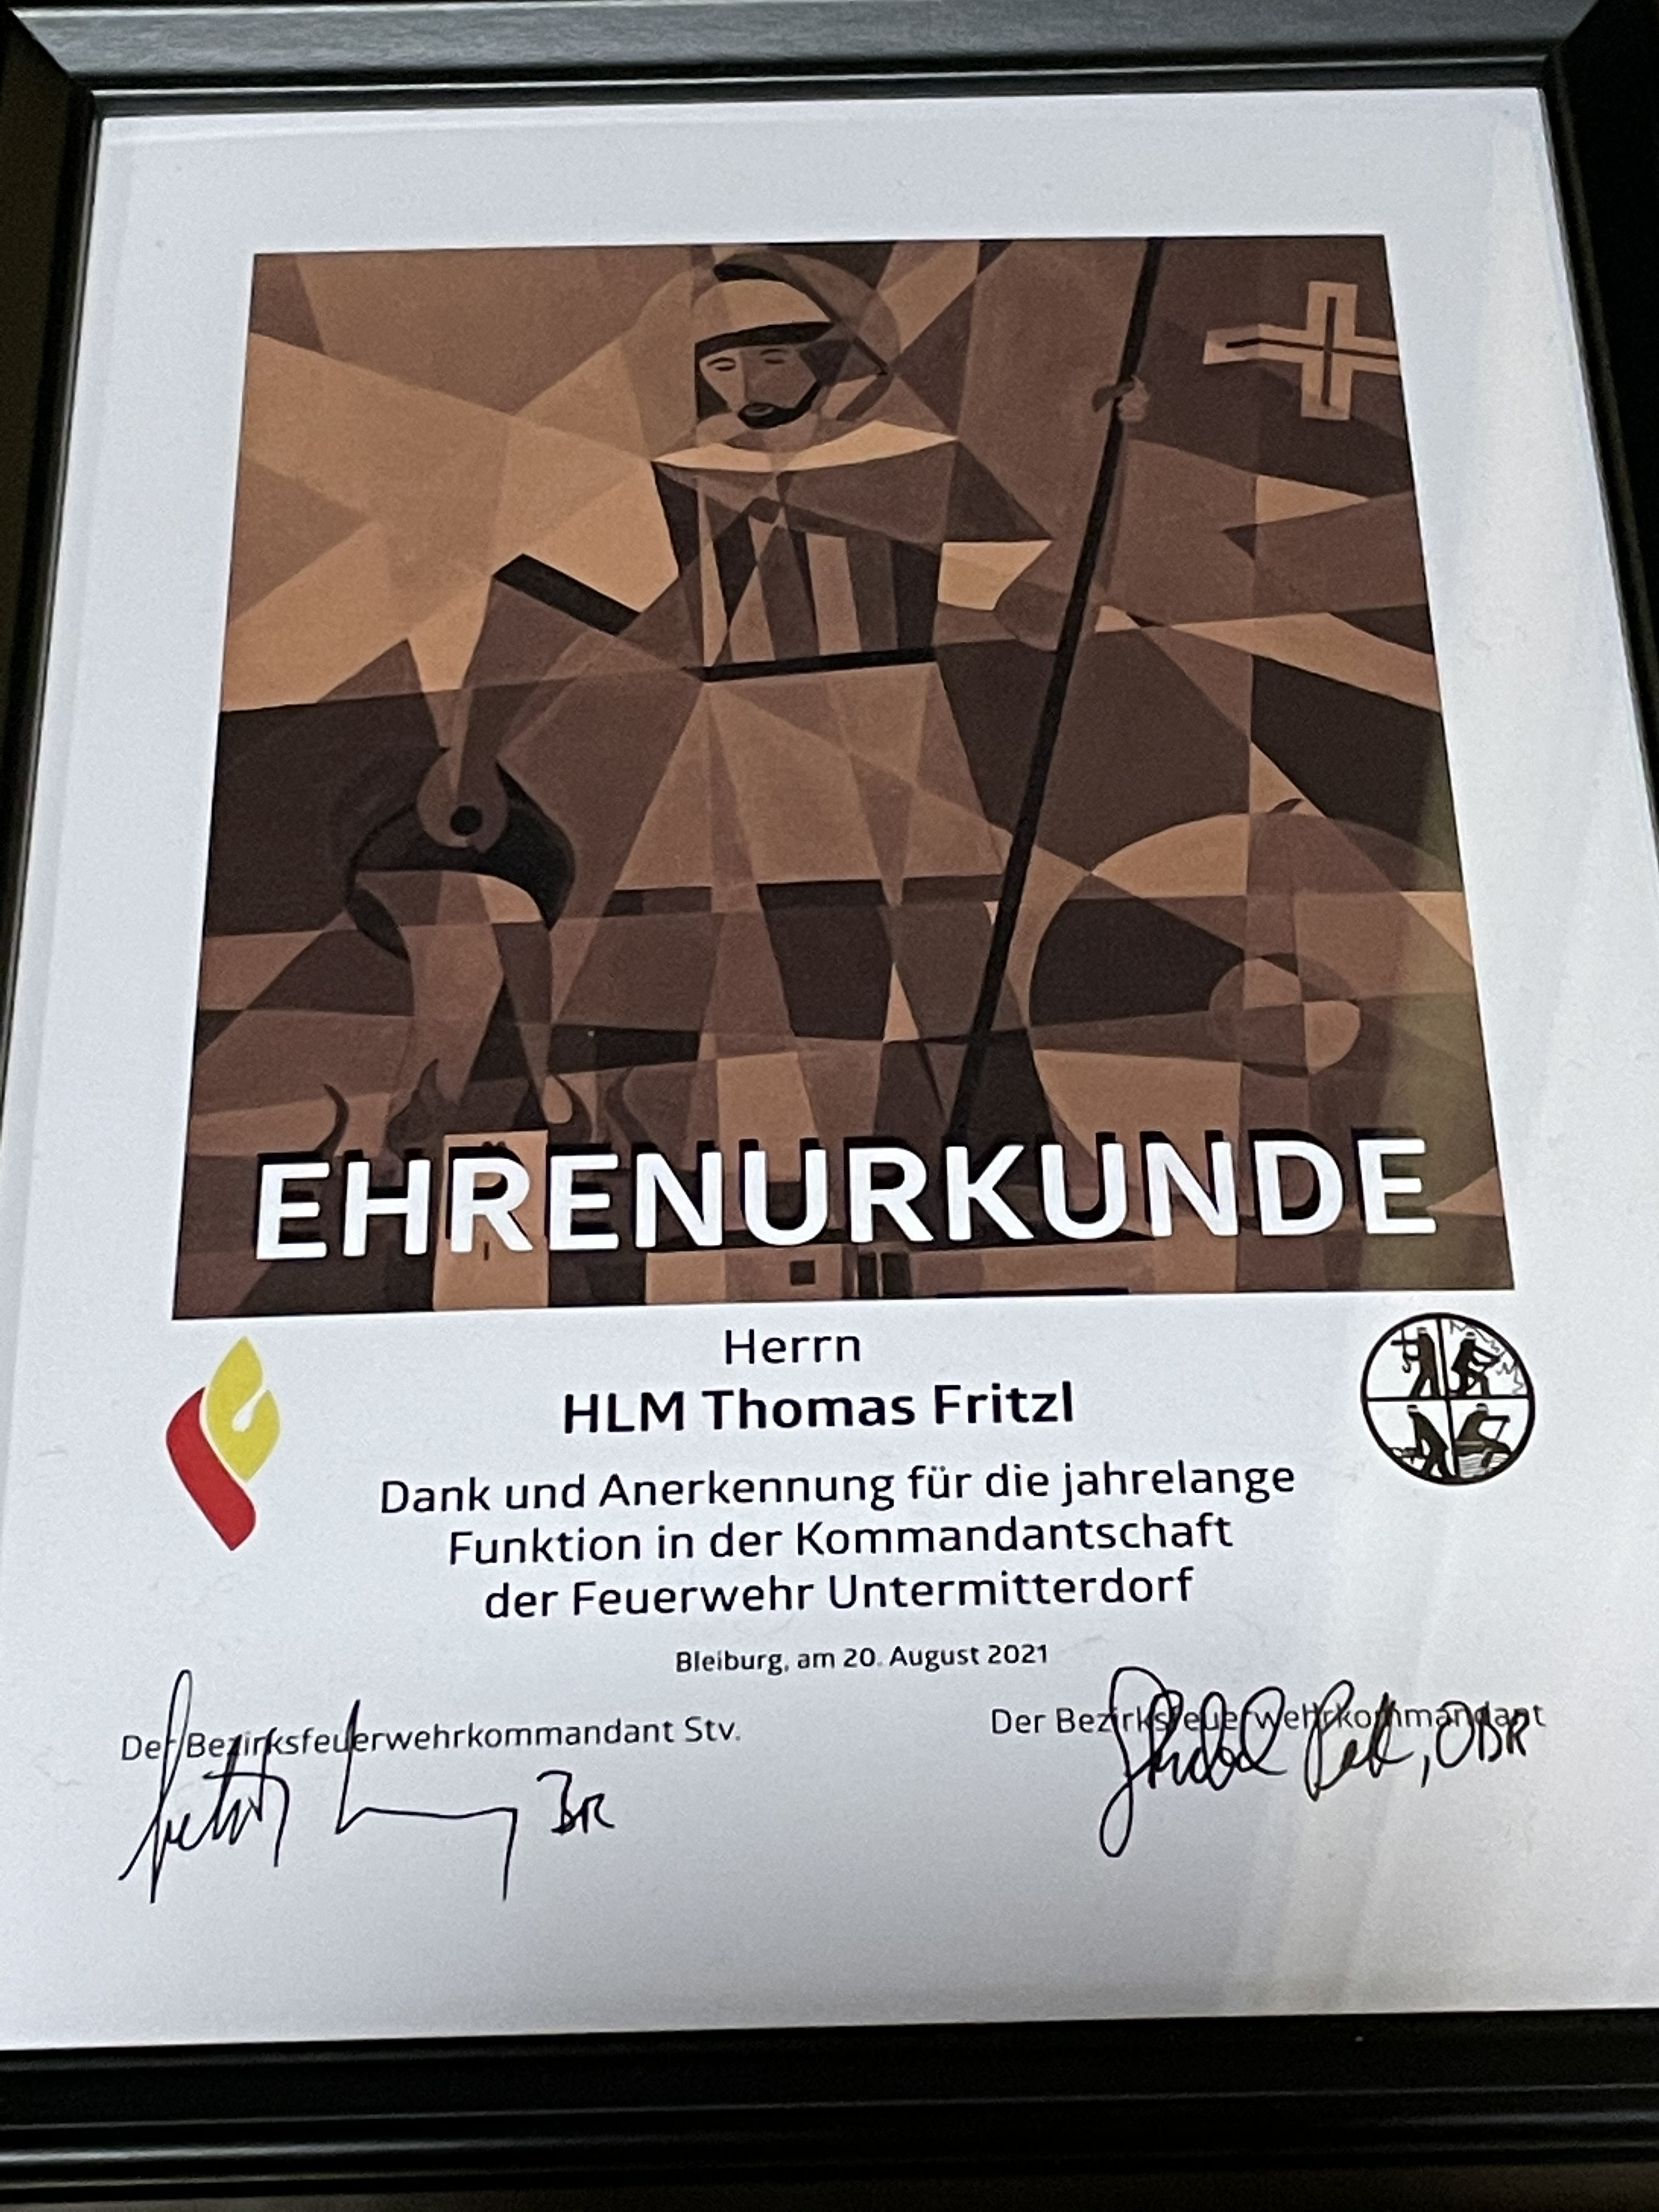 EHRENURKUNDE
Herrn
HLM Thomas Fritzl
Dank und Anerkennung für die jahrelange
Funktion in der Kommandantschaft
der Feuerwehr Untermitterdorf
Bleiburg, am 20. August 2021
Der Bezirksfeuerwehrkommandant Stv.
Der Bezirksfeuerwehrkommandant
BR
, OBR